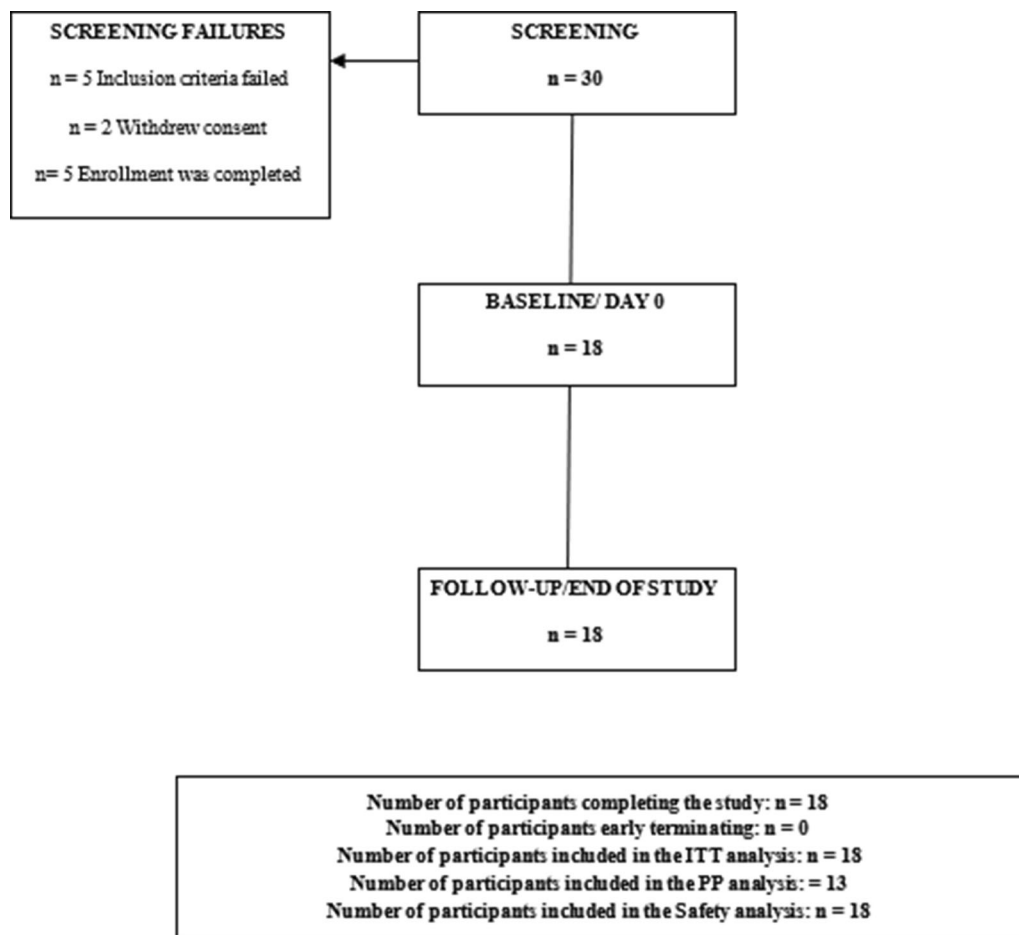 SCREENING FAILURES
n = 5 Inclusion criteria failed
n = 2 Withdrew consent
n= 5 Enrollment was completed
SCREENING
n = 30
BASELINE/ DAY 0
n = 18
FOLLOW-UP/END OF STUDY
n = 18
Number of participants completing the study: n = 18
Number of participants early terminating: n = 0
Number of participants included in the ITT analysis: n = 18
Number of participants included in the PP analysis: = 13
Number of participants included in the Safety analysis: n = 18